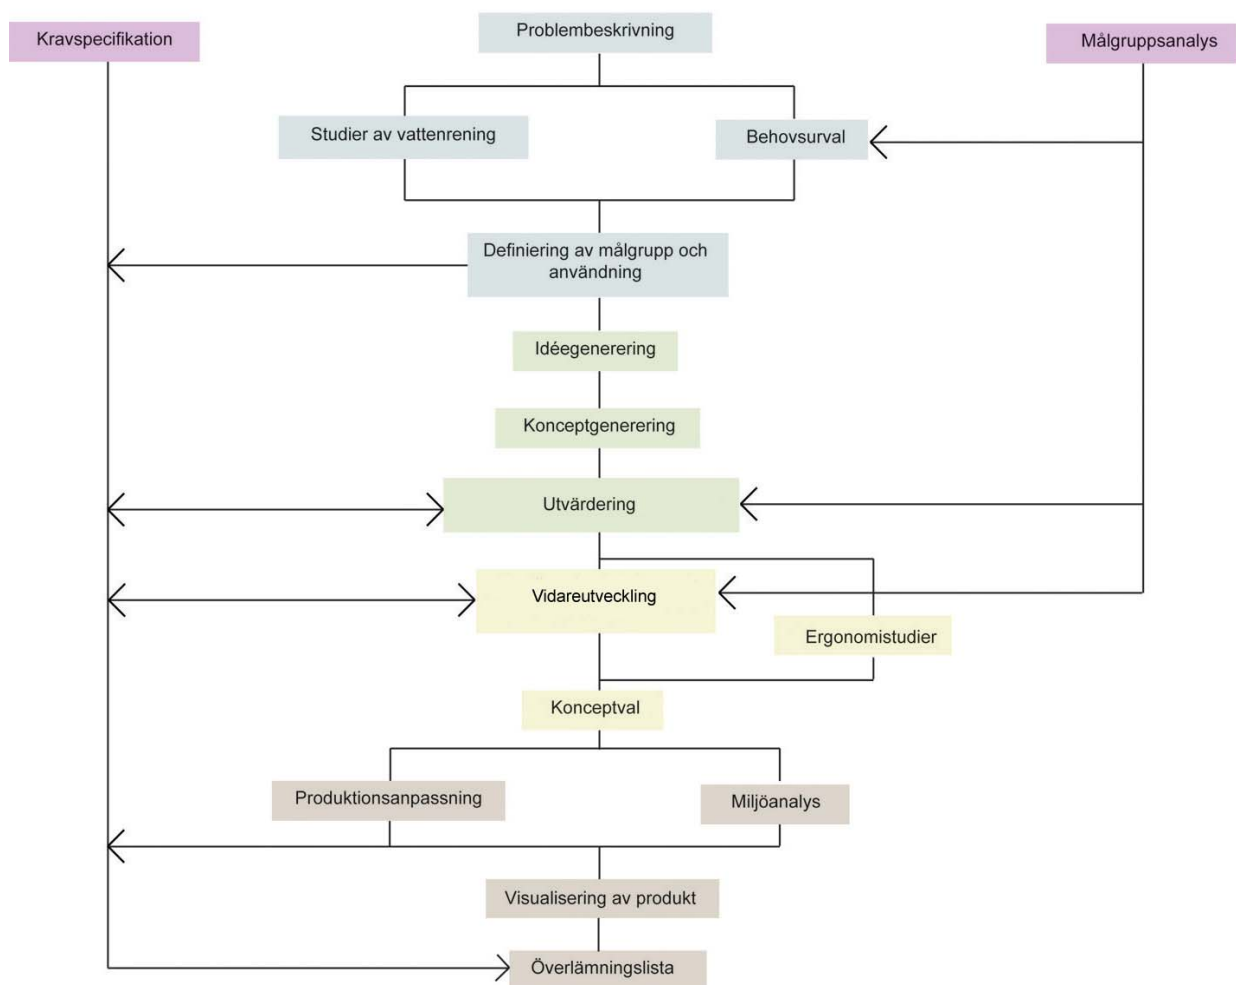 Kravspecifikation
Problembeskrivning
Målgruppsanalys
Studier av vattenrening
Behovsurval
Definiering av målgrupp och
användning
Idéegenerering
Konceptgenerering
Utvärdering
Vidareutveckling
Ergonomistudier
Konceptval
Produktionsanpassning
Miljöanalys
Visualisering av produkt
Överlämningslista